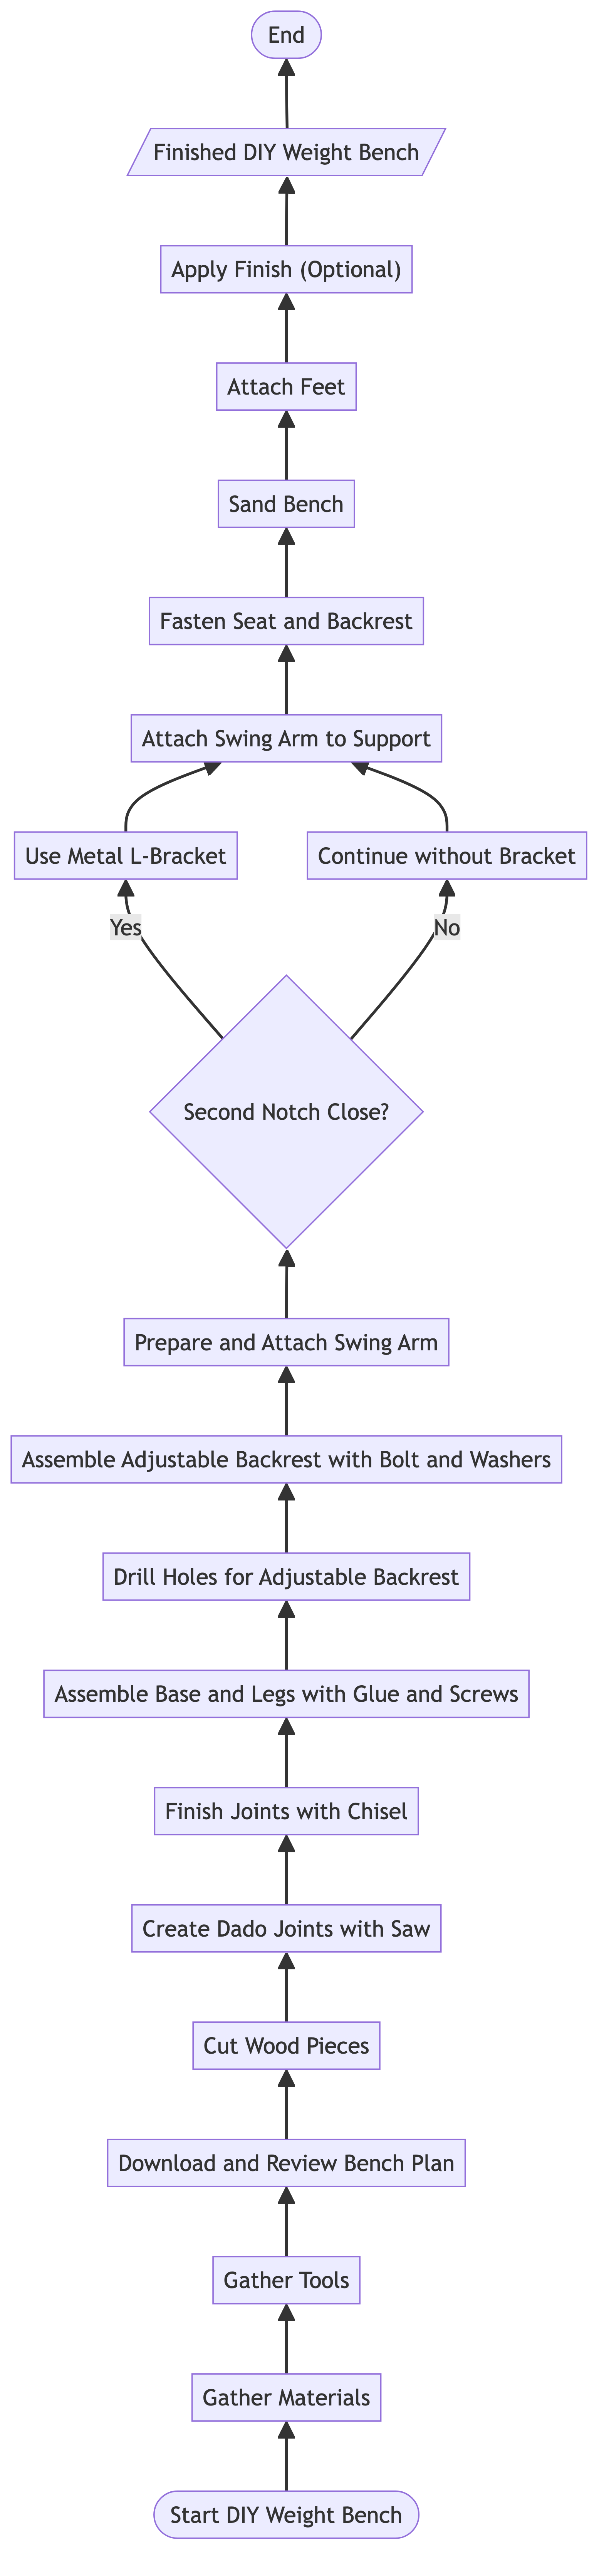 End
Finished DIY Weight Bench
Apply Finish (Optional)
Attach Feet
Sand Bench
Fasten Seat and Backrest
Attach Swing Arm to Support
Use Metal L-Bracket
Continue without Bracket
Yes
No
Second Notch Close?
Prepare and Attach Swing Arm
Assemble Adjustable Backrest with Bolt and Washers
Drill Holes for Adjustable Backrest
Assemble Base and Legs with Glue and Screws
Finish Joints with Chisel
Create Dado Joints with Saw
Cut Wood Pieces
Download and Review Bench Plan
Gather Tools
Gather Materials
Start DIY Weight Bench